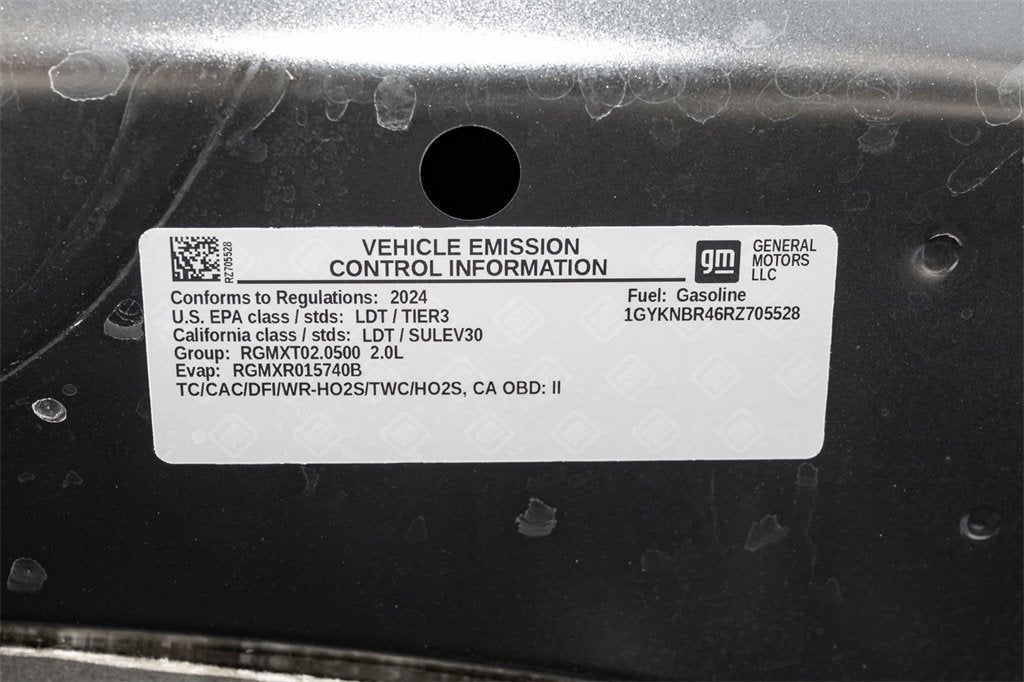 RZ705528
VEHICLE EMISSION
CONTROL INFORMATION
gm
GENERAL
MOTORS
LLC
Conforms to Regulations: 2024
U.S. EPA class / stds: LDT / TIER3
California class / stds: LDT / SULEV30
Group: RGMXT02.0500 2.0L
Evap: RGMXR015740B
TC/CAC/DFI/WR-HO2S/TWC/HO2S, CA OBD: II
Fuel: Gasoline
1GYKNBR46RZ705528